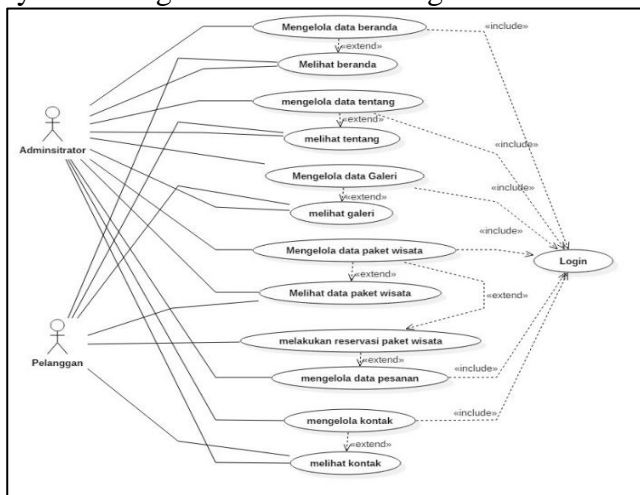 Mengelola data beranda
«include»
«extend»
Melihat beranda
mengelola data tentang
«extend»
melihat tentang
Adminsitrator
«include»
Mengelola data Galeri
«extend»
«include»
melihat galeri
«include»
Mengelola data paket wisata
Login
«extend»
Melihat data paket wisata
«extend»
melakukan reservasi paket wisata
Pelanggan
«extend»
mengelola data pesanan
«include»
mengelola kontak
«include»
«extend»
melihat kontak